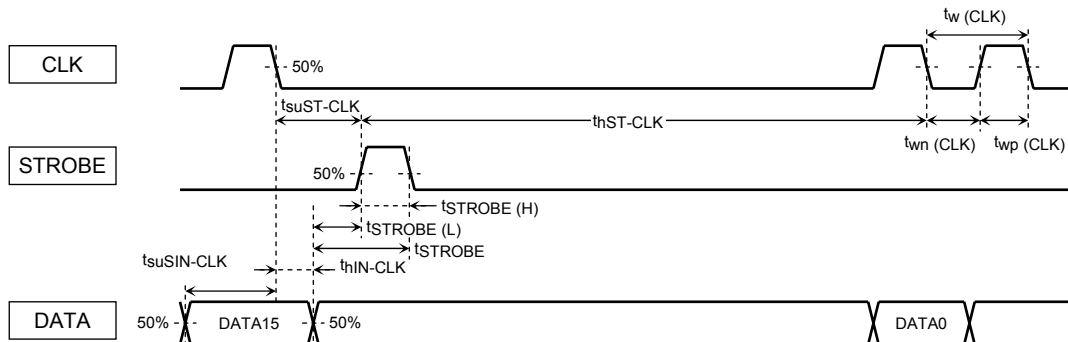 tw (CLK)
CLK
50%
tsuST-CLK
thST-CLK
twn (CLK)
twp (CLK)
STROBE
50%
tSTROBE (H)
tSTROBE (L)
tSTROBE
tsuSIN-CLK
thIN-CLK
DATA
50%
DATA15
50%
DATA0